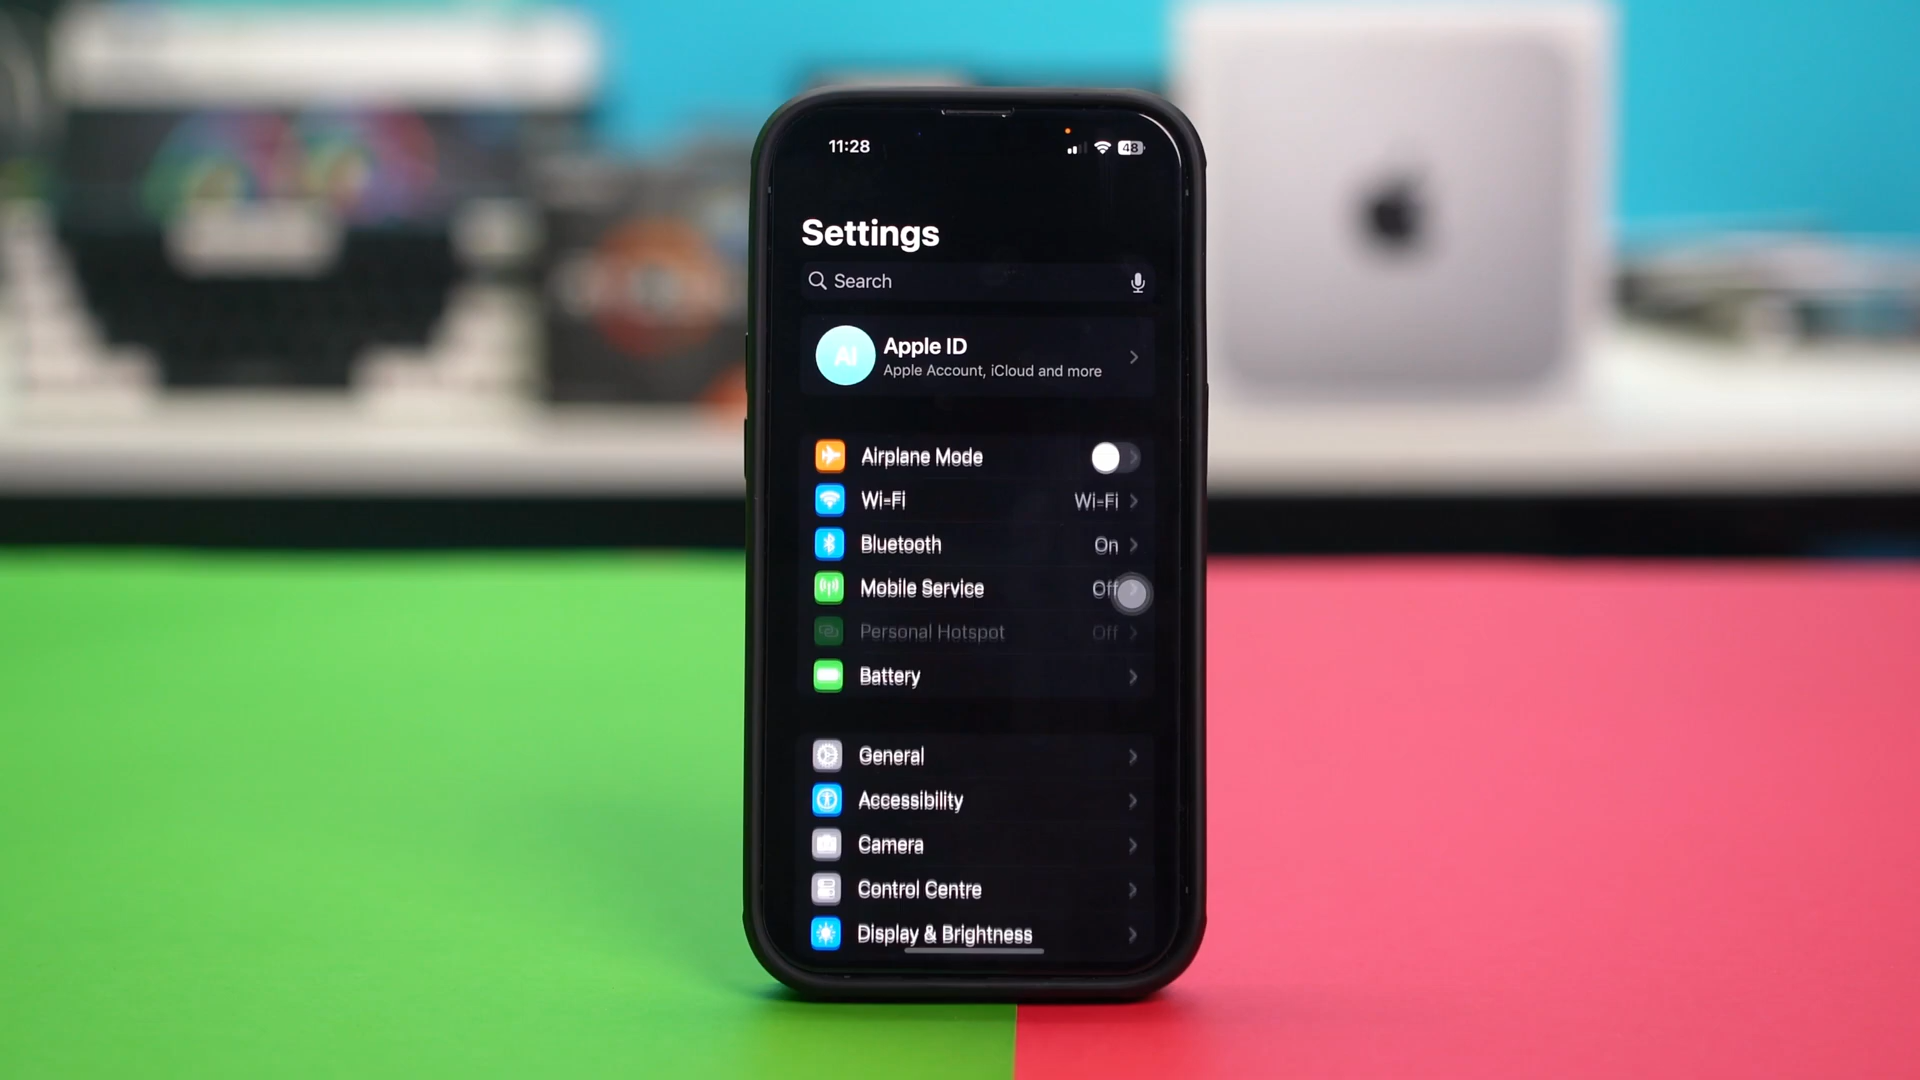 11:28 48
Settings
Search
AI
Apple ID
Apple Account, iCloud and more
Airplane Mode
Wi-Fi Wi-Fi
Bluetooth On
Mobile Service Off
Personal Hotspot Off
Battery
General
Accessibility
Camera
Control Centre
Display & Brightness